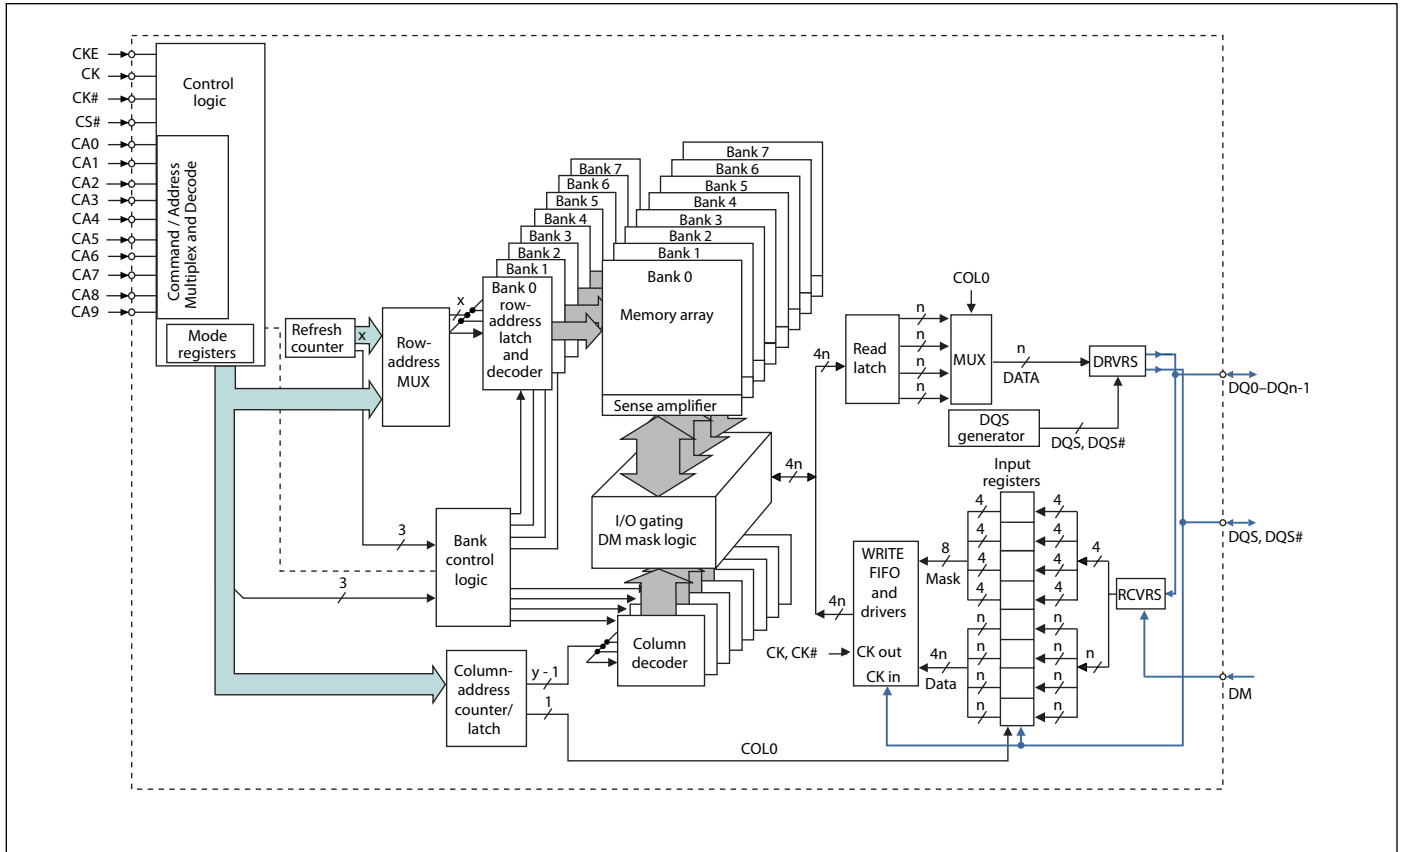 CKE
CK
CK#
CS#
CA0
CA1
CA2
CA3
CA4
CA5
CA6
CA7
CA8
CA9
Control
logic
Command / Address
Multiplex and Decode
Mode
registers
Refresh
counter
x
Row-
address
MUX
x
Bank 7
Bank 6
Bank 5
Bank 4
Bank 3
Bank 2
Bank 1
Bank 0
row-
address
latch
and
decoder
Bank 7
Bank 6
Bank 5
Bank 4
Bank 3
Bank 2
Bank 1
Bank 0
Memory array
Sense amplifier
3
3
Bank
control
logic
I/O gating
DM mask logic
Column
decoder
Column-
address
counter/
latch
y - 1
1
COL0
4n
4n
4n
Read
latch
n
n
n
n
COL0
MUX
n
DATA
DRVRS
DQS
generator
DQS, DQS#
DQ0–DQn-1
DQS, DQS#
DM
Input
registers
4
4
4
4
n
n
n
n
4
4
4
4
n
n
n
n
4
n
RCVRS
8
Mask
4n
Data
WRITE
FIFO
and
drivers
CK out
CK in
CK, CK#